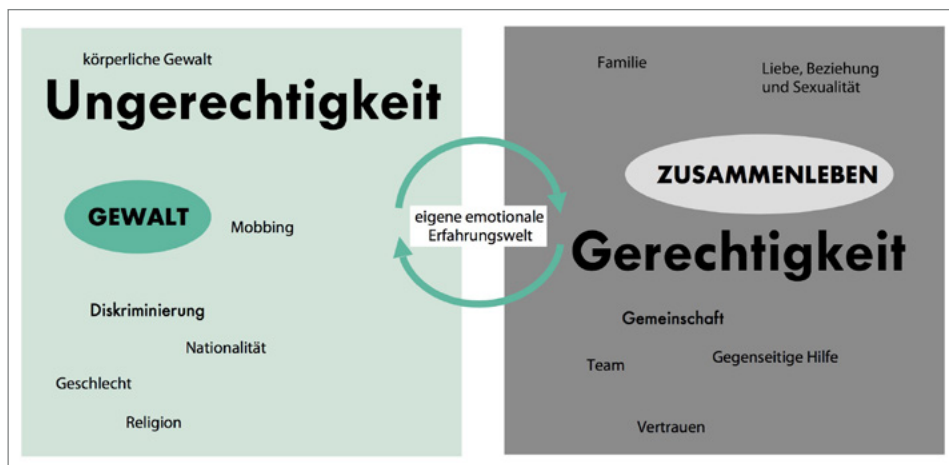 körperliche Gewalt
Ungerechtigkeit
GEWALT
Mobbing
Diskriminierung
Nationalität
Geschlecht
Religion
eigene emotionale
Erfahrungswelt
Familie
Liebe, Beziehung
und Sexualität
ZUSAMMENLEBEN
Gerechtigkeit
Gemeinschaft
Team
Gegenseitige Hilfe
Vertrauen